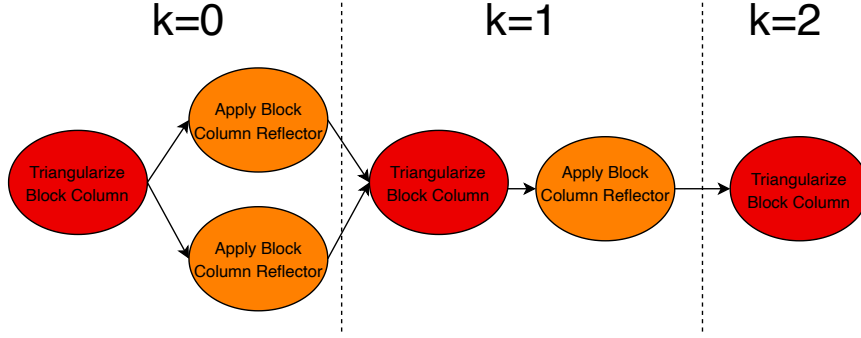 k=0
k=1
k=2
Apply Block
Column Reflector
Triangularize
Block Column
Apply Block
Column Reflector
Triangularize
Block Column
Apply Block
Column Reflector
Triangularize
Block Column